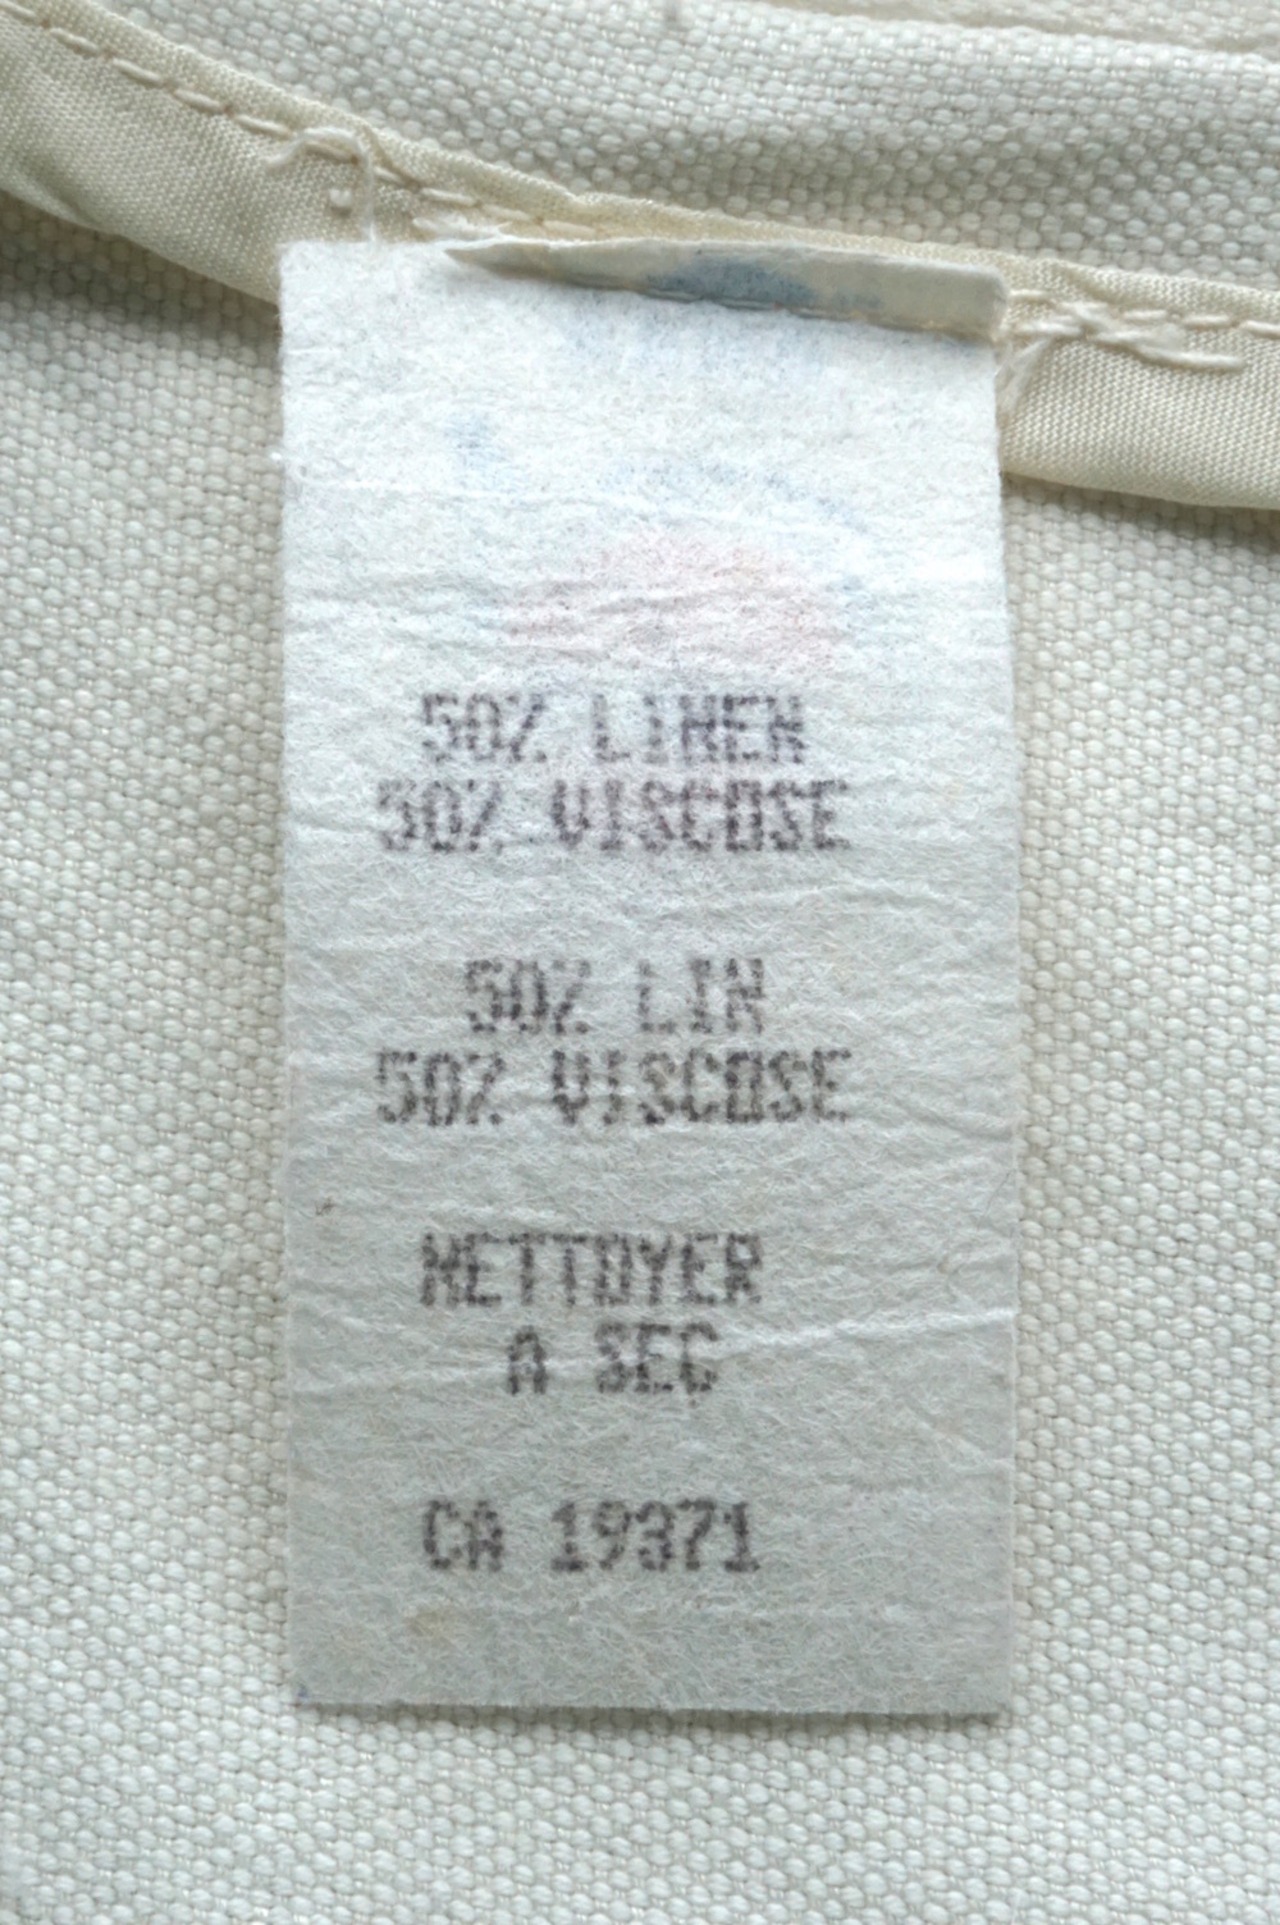 50% LINEN
50% VISCOSE
50% LIN
50% VISCOSE
NETTOYER
A SEC
CA 19371